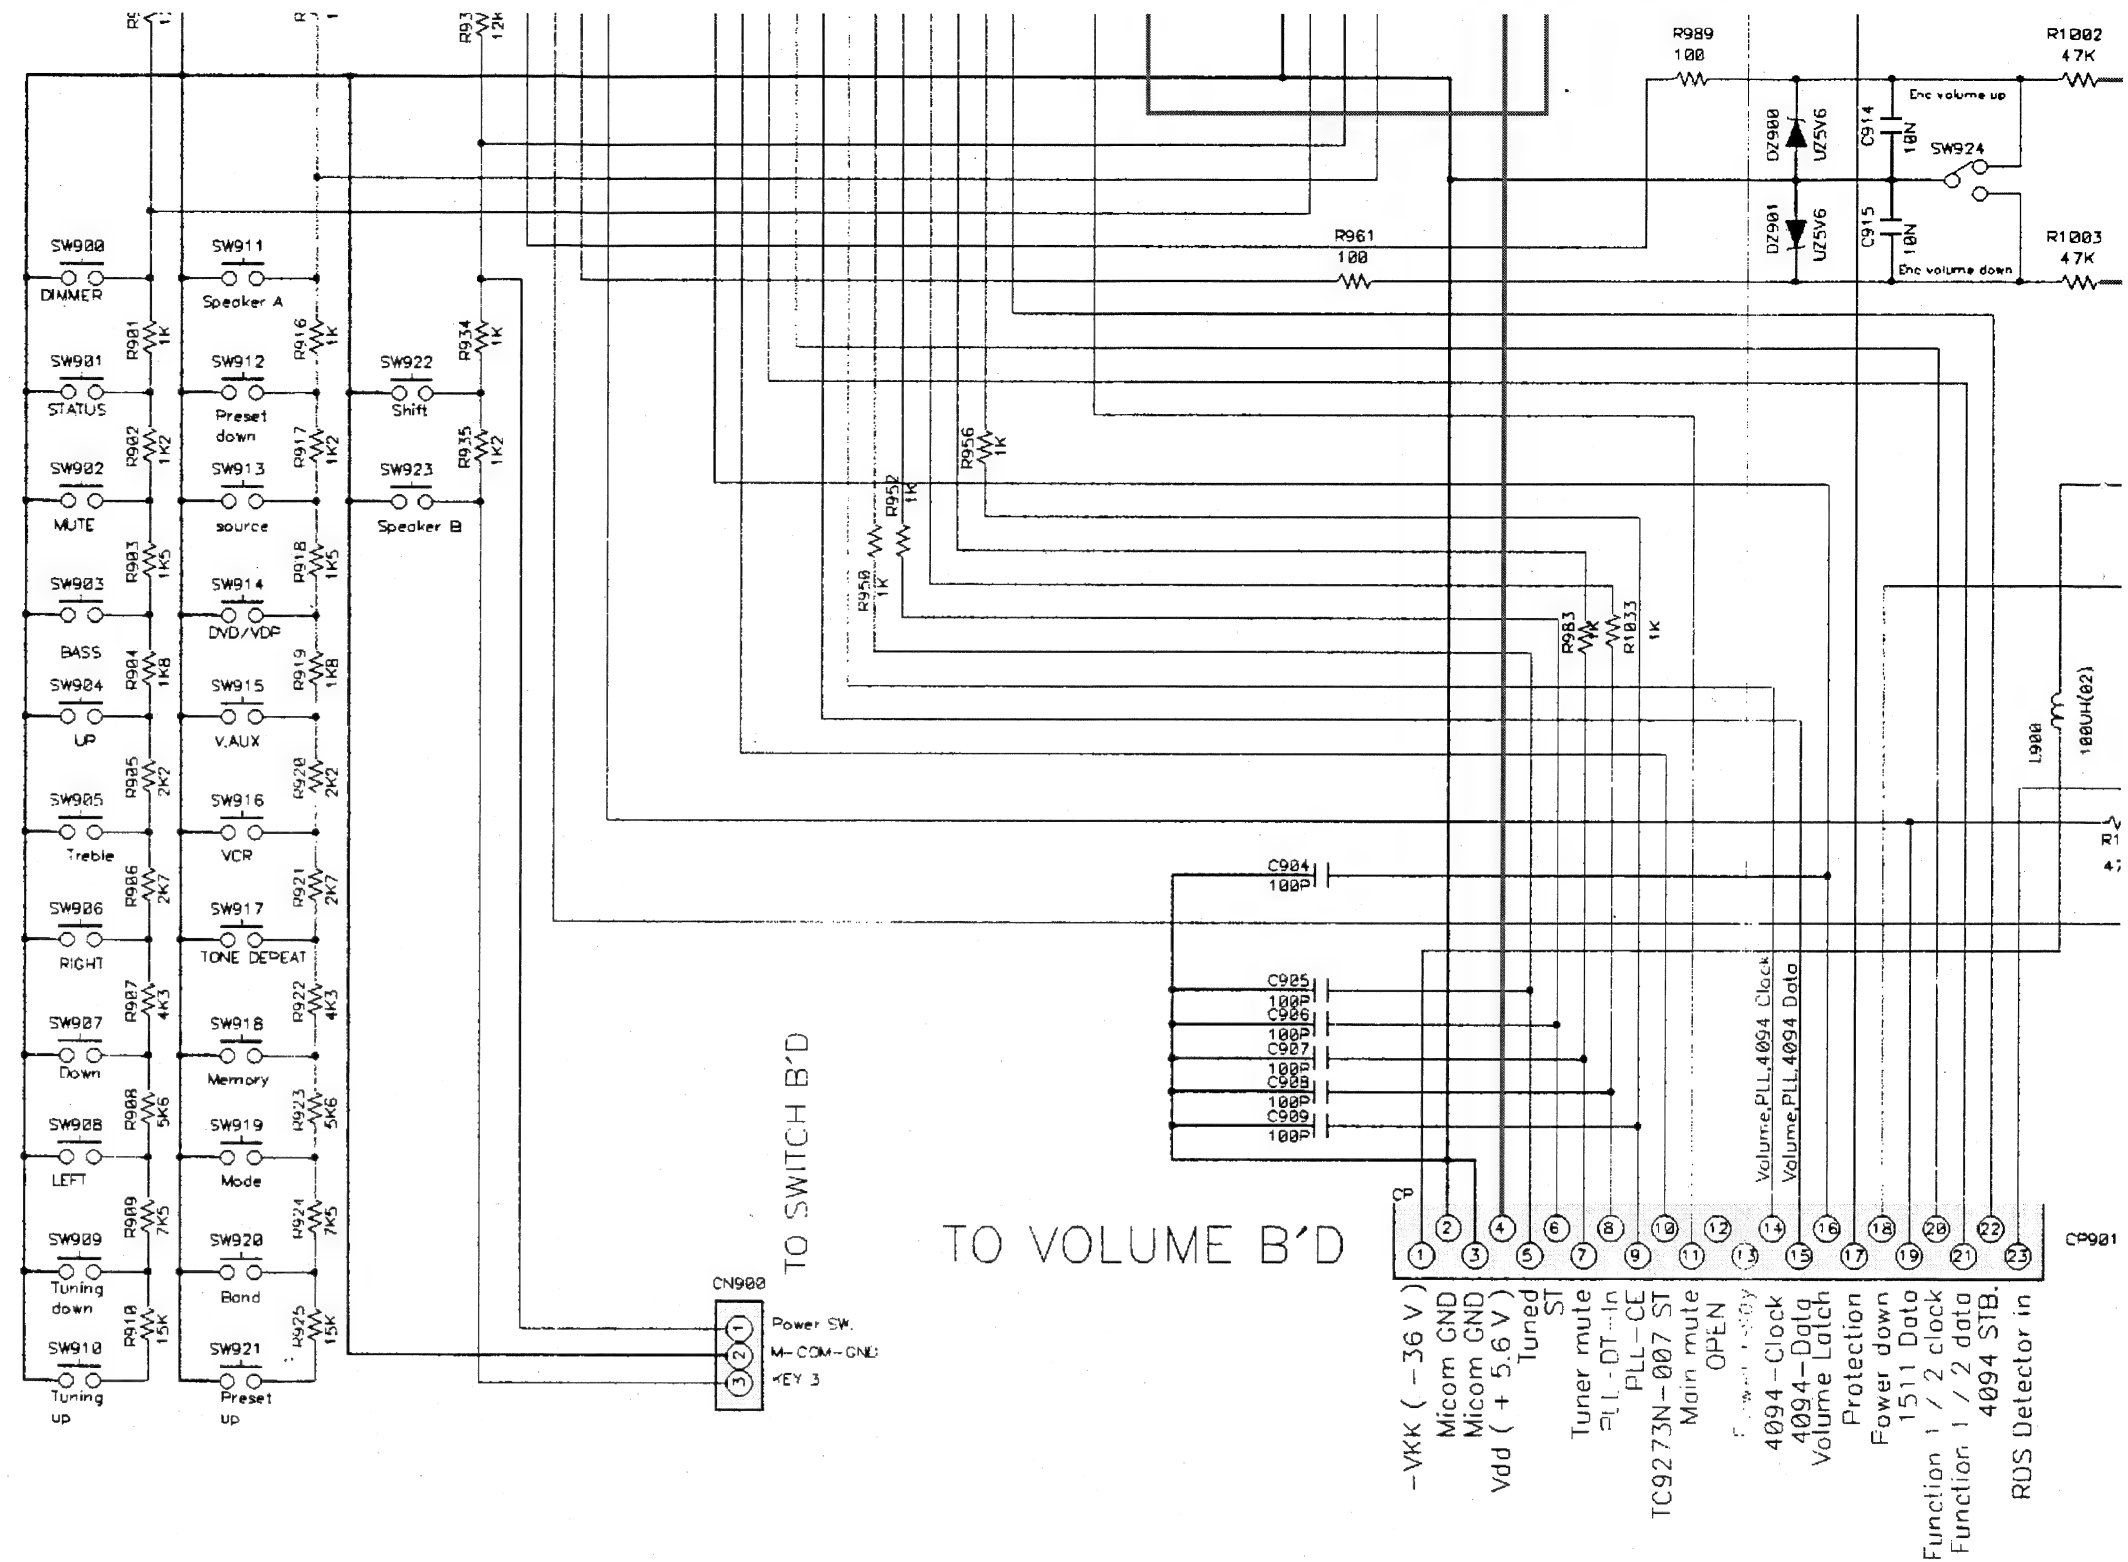 12K
R989
100
R1002
47K
Enc volume up
DZ900
UZ5V6
C914
10N
SW924
DZ901
UZ5V6
C915
10N
R1003
47K
Enc volume down
R961
100
SW900
DIMMER
SW911
Speaker A
R901
1K
R916
1K
R934
1K
SW901
STATUS
SW912
Preset
down
SW922
Shift
R902
1K2
R917
1K2
R935
1K2
R956
1K
SW902
MUTE
SW913
source
SW923
Speaker B
R952
1K
R903
1K5
R918
1K5
R950
1K
SW903
BASS
SW914
DVD/VDP
R983
1K
R1033
1K
R904
1K8
R919
1K8
SW904
UP
SW915
V.AUX
L900
100UH(02)
R905
2K2
R920
2K2
SW905
Treble
SW916
VCR
R906
2K7
R921
2K7
C904
100P
SW906
RIGHT
SW917
TONE DEPEAT
R907
4K3
R922
4K3
C905
100P
C906
100P
C907
100P
C908
100P
C909
100P
Volume,PLL,4094 Clock
Volume,PLL,4094 Data
SW907
Down
SW918
Memory
R908
5K6
R923
5K6
SW908
LEFT
SW919
Mode
R909
7K5
R924
7K5
SW909
Tuning
down
SW920
Band
R910
15K
R925
15K
SW910
Tuning
up
SW921
Preset
up
TO SWITCH B'D
CN900
1 Power SW.
2 M-COM-GND
3 KEY 3
TO VOLUME B'D
CP
2 4 6 8 10 12 14 16 18 20 22
1 3 5 7 9 11 13 15 17 19 21 23
CP901
-VKK ( -36 V )
Micom GND
Micom GND
Vdd ( + 5.6 V )
Tuned
ST
Tuner mute
PLL-DT-In
PLL-CE
TC9273N-007 ST
Main mute
OPEN
4094-Clock
4094-Data
Volume Latch
Protection
Power down
1511 Data
Function 1 / 2 clock
Function 1 / 2 data
4094 STB.
RDS Detector in